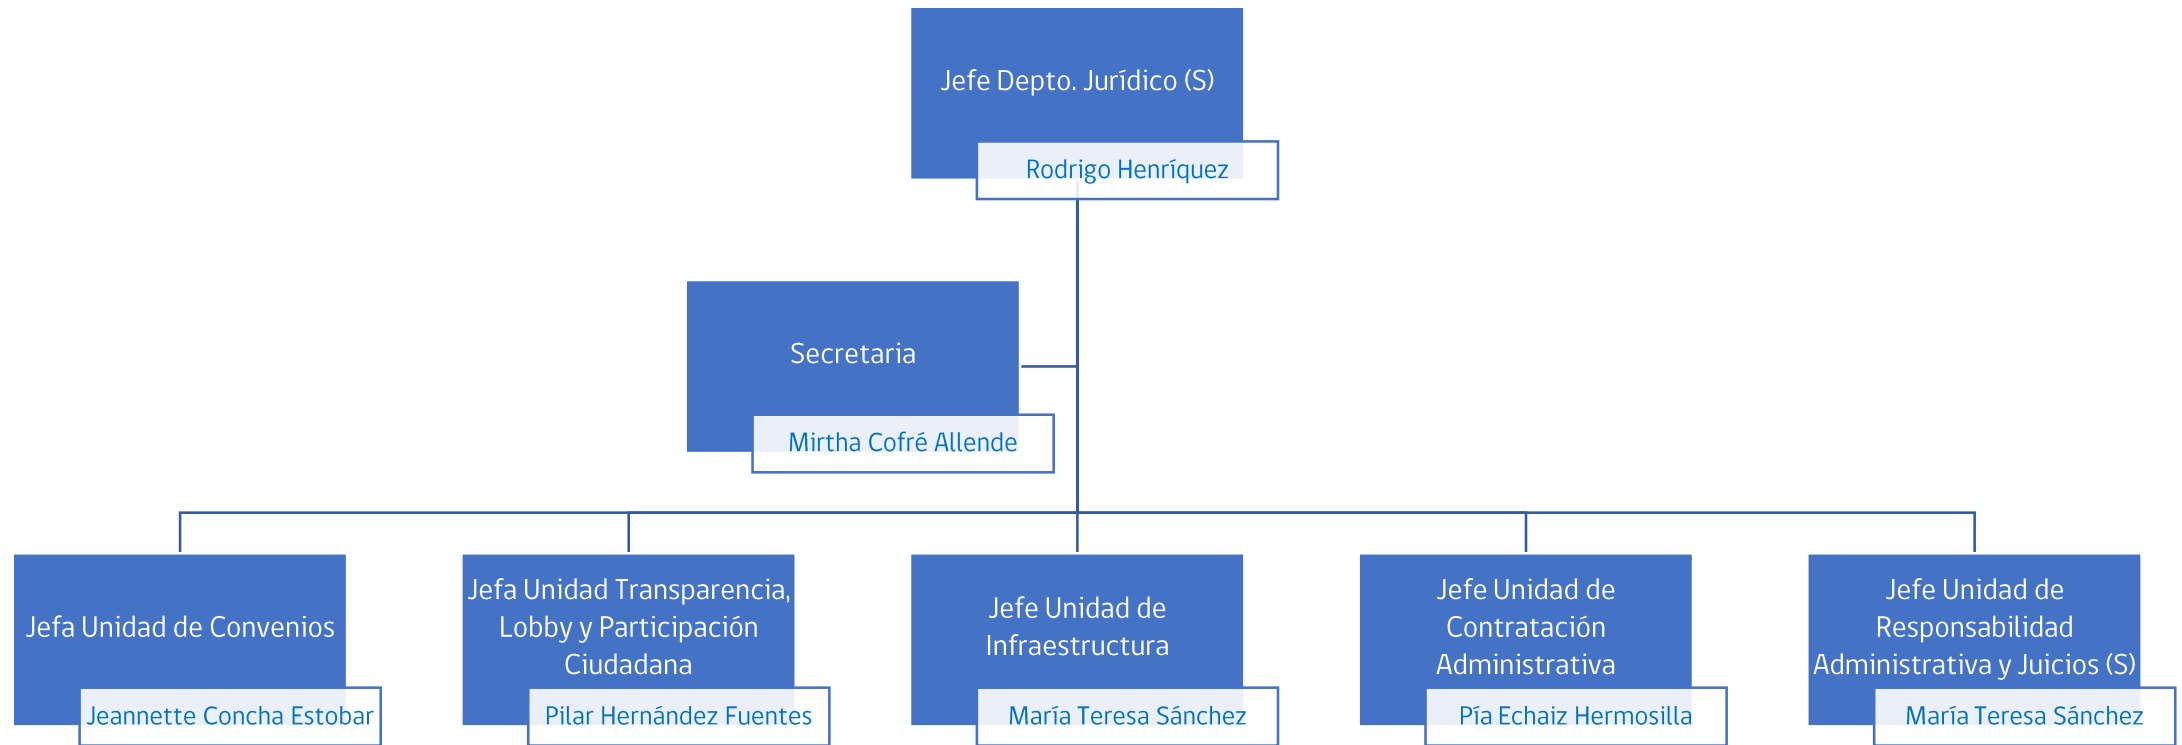 Jefe Depto. Jurídico (S)
Rodrigo Henríquez
Secretaria
Mirtha Cofré Allende
Jefa Unidad de Convenios
Jeannette Concha Estobar
Jefa Unidad Transparencia,
Lobby y Participación
Ciudadana
Pilar Hernández Fuentes
Jefe Unidad de
Infraestructura
María Teresa Sánchez
Jefe Unidad de
Contratación
Administrativa
Pía Echaiz Hermosilla
Jefe Unidad de
Responsabilidad
Administrativa y Juicios (S)
María Teresa Sánchez